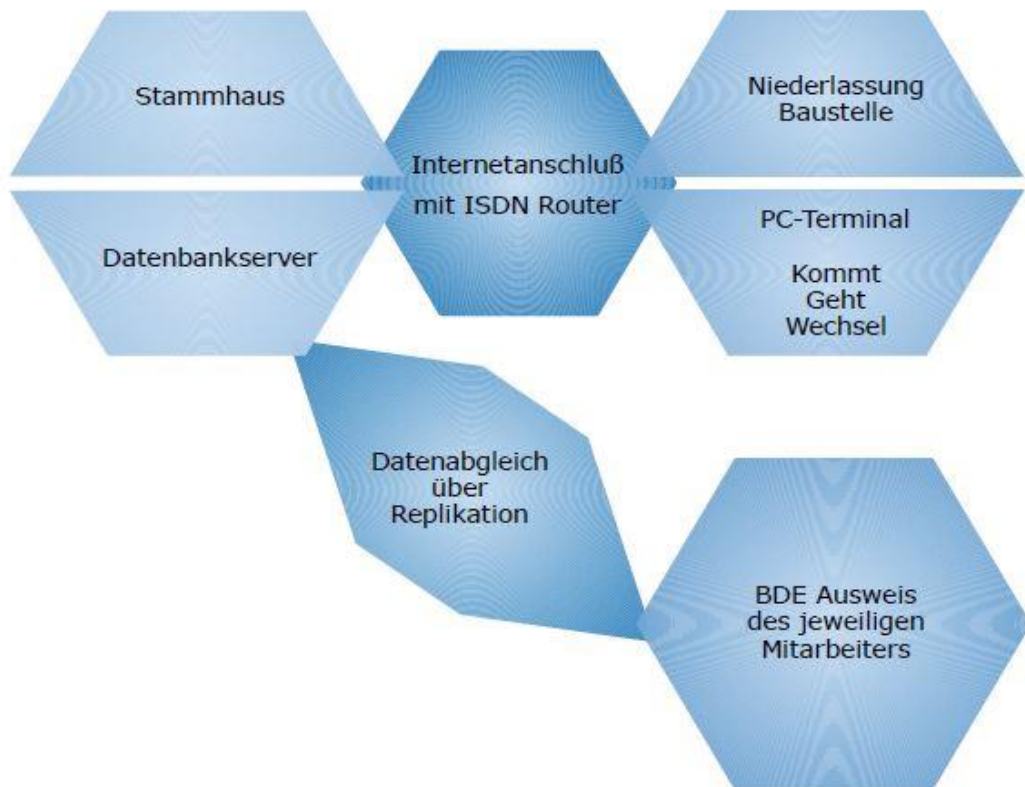 Stammhaus
Datenbankserver
Internetanschluß
mit ISDN Router
Niederlassung
Baustelle
PC-Terminal
Kommt
Geht
Wechsel
Datenabgleich
über
Replikation
BDE Ausweis
des jeweiligen
Mitarbeiters